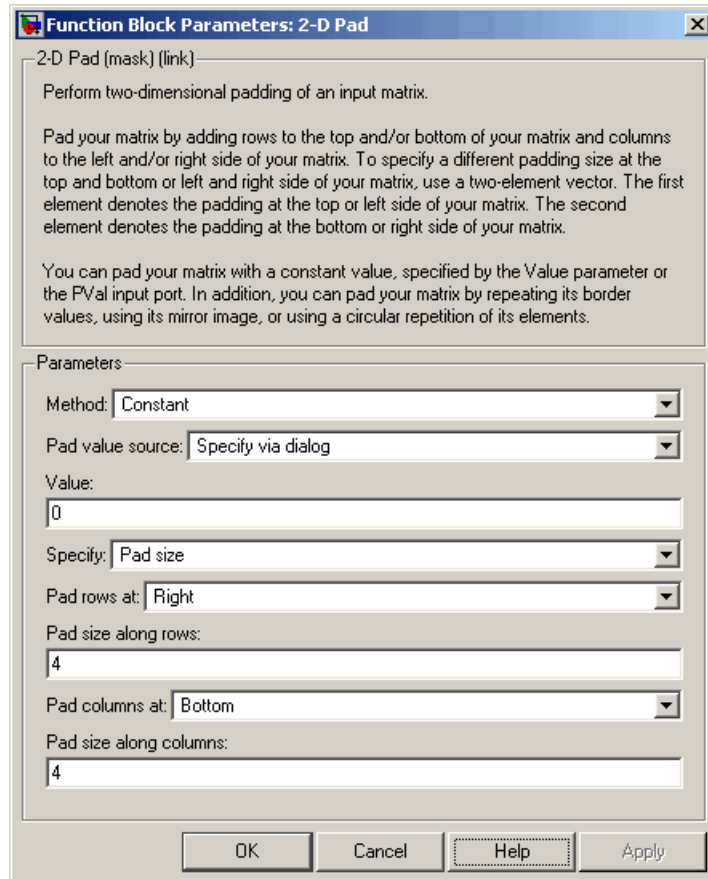 Function Block Parameters: 2-D Pad
2-D Pad (mask) (link)
Perform two-dimensional padding of an input matrix.
Pad your matrix by adding rows to the top and/or bottom of your matrix and columns
to the left and/or right side of your matrix. To specify a different padding size at the
top and bottom or left and right side of your matrix, use a two-element vector. The first
element denotes the padding at the top or left side of your matrix. The second
element denotes the padding at the bottom or right side of your matrix.
You can pad your matrix with a constant value, specified by the Value parameter or
the PVal input port. In addition, you can pad your matrix by repeating its border
values, using its mirror image, or using a circular repetition of its elements.
Parameters
Method: Constant
Pad value source: Specify via dialog
Value:
0
Specify: Pad size
Pad rows at: Right
Pad size along rows:
4
Pad columns at: Bottom
Pad size along columns:
4
OK Cancel Help Apply